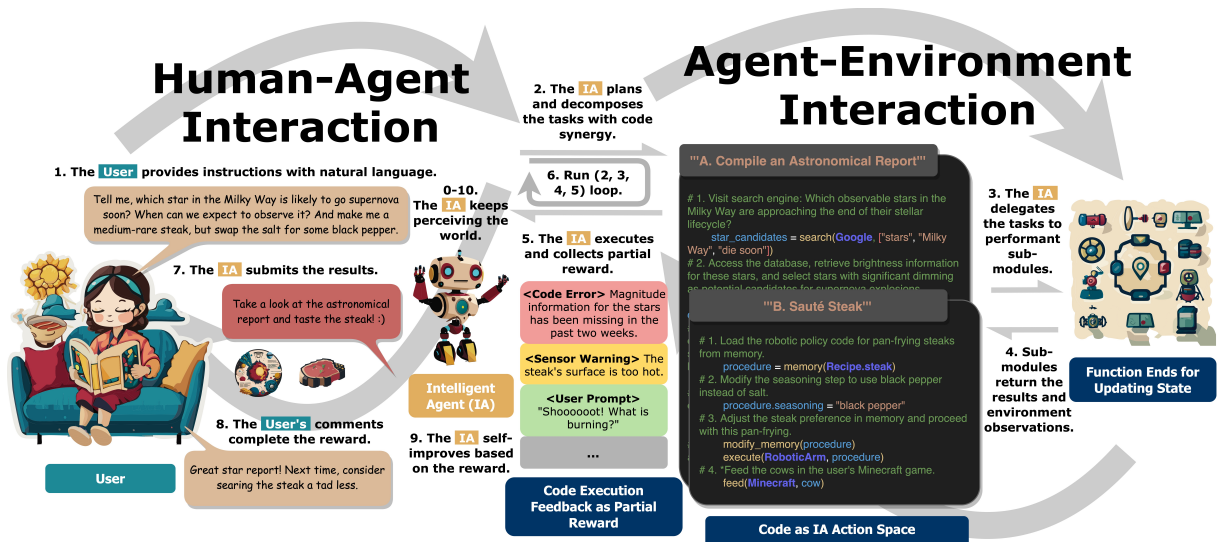 Human-Agent
Interaction
Agent-Environment
Interaction
1. The User provides instructions with natural language.
Tell me, which star in the Milky Way is likely to go supernova
soon? When can we expect to observe it? And make me a
medium-rare steak, but swap the salt for some black pepper.
7. The IA submits the results.
Take a look at the astronomical
report and taste the steak! :)
8. The User's comments
complete the reward.
Great star report! Next time, consider
searing the steak a tad less.
User
0-10.
The IA keeps
perceiving the
world.
Intelligent
Agent (IA)
9. The IA self-
improves based
on the reward.
2. The IA plans
and decomposes
the tasks with code
synergy.
6. Run (2, 3,
4, 5) loop.
5. The IA executes
and collects partial
reward.
<Code Error> Magnitude
information for the stars
has been missing in the
past two weeks.
<Sensor Warning> The
steak's surface is too hot.
<User Prompt>
"Shoooooot! What is
burning?"
...
Code Execution
Feedback as Partial
Reward
'''A. Compile an Astronomical Report'''
# 1. Visit search engine: Which observable stars in the
Milky Way are approaching the end of their stellar
lifecycle?
star_candidates = search(Google, ["stars", "Milky
Way", "die soon"])
# 2. Access the database, retrieve brightness information
for these stars, and select stars with significant dimming
as potential candidates for supernova explosions
'''B. Sauté Steak'''
# 1. Load the robotic policy code for pan-frying steaks
from memory.
procedure = memory(Recipe.steak)
# 2. Modify the seasoning step to use black pepper
instead of salt.
procedure.seasoning = "black pepper"
# 3. Adjust the steak preference in memory and proceed
with this pan-frying.
modify_memory(procedure)
execute(RoboticArm, procedure)
# 4. "Feed the cows in the user's Minecraft game.
feed(Minecraft, cow)
Code as IA Action Space
3. The IA
delegates the
tasks to
performant
sub-
modules.
4. Sub-
modules
return the
results and
environment
observations.
Function Ends for
Updating State